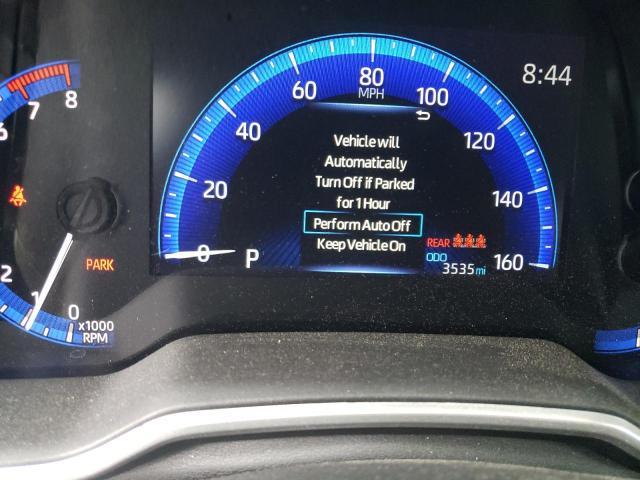 8:44
80
MPH
60
100
40
120
20
140
0
160
Vehicle will
Automatically
Turn Off if Parked
for 1 Hour
Perform Auto Off
Keep Vehicle On
P
REAR
ODO
3535 mi
8
7
6
PARK
2
1
0
x1000
RPM